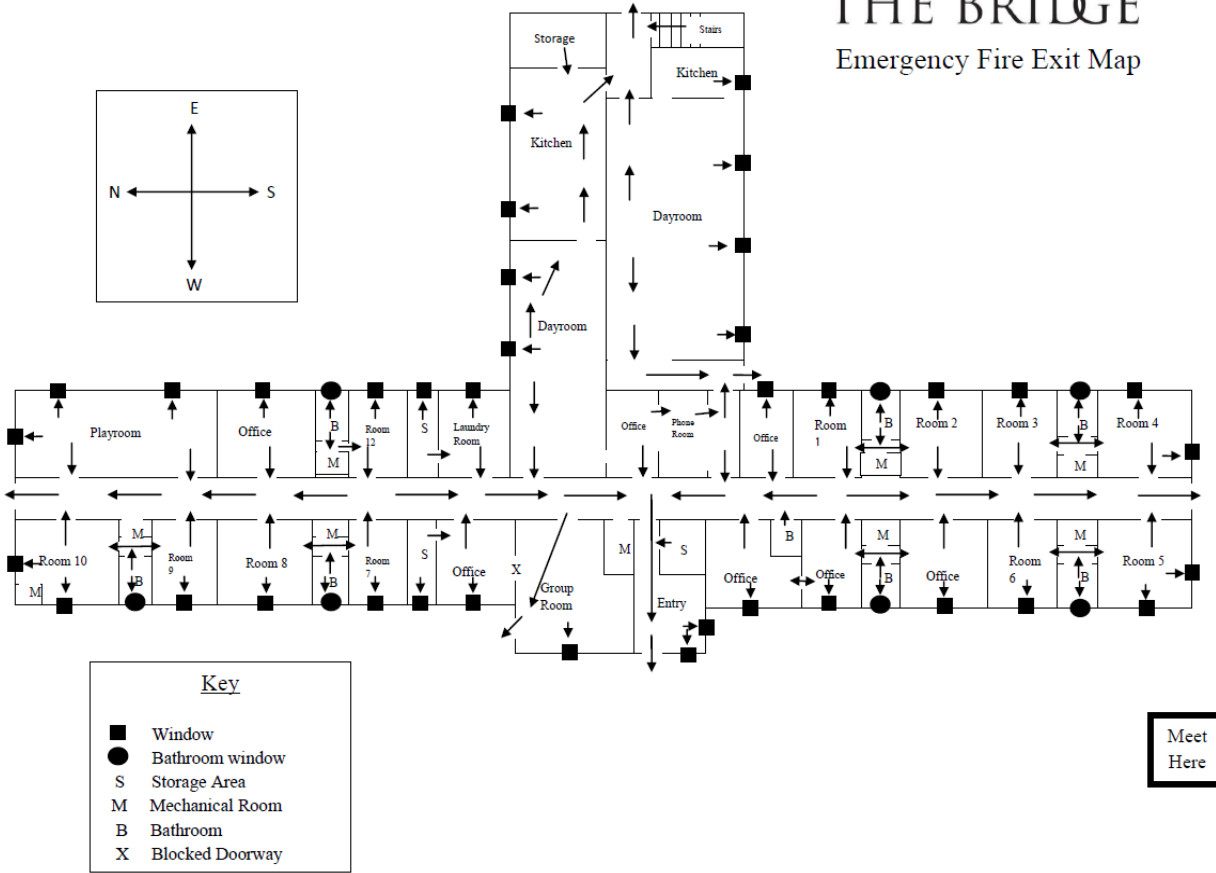 THE BRIDGE
Emergency Fire Exit Map
Stairs
Storage
Kitchen
E
N
S
W
Kitchen
Dayroom
Dayroom
Playroom
Office
B
M
Room
12
S
Laundry
Room
Office
Phone
Room
Office
Room
1
B
M
Room 2
Room 3
B
M
Room 4
Room 10
M
M
B
Room
9
Room 8
M
B
Room
7
S
Office
X
Group
Room
M
S
Entry
Office
B
Office
M
B
Office
Room
6
M
B
Room 5
Key
Window
Bathroom window
S Storage Area
M Mechanical Room
B Bathroom
X Blocked Doorway
Meet
Here